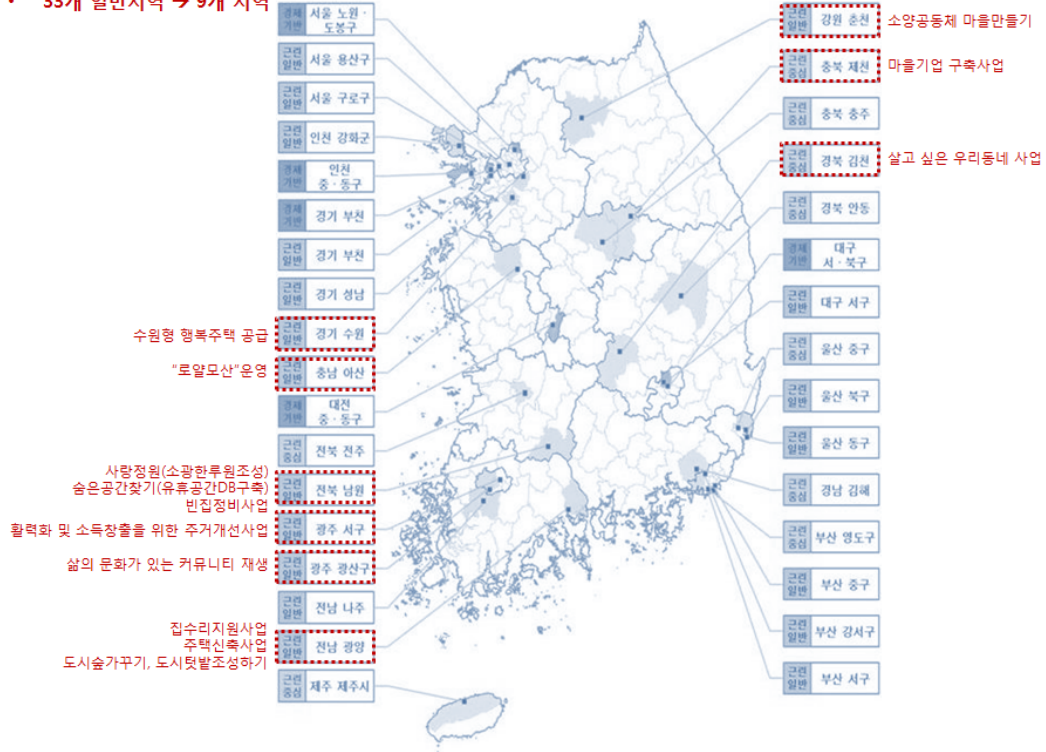 • 33개 일반지역 → 9개 지역
경제
기반
서울 노원 ·
도봉구
근린
일반
서울 용산구
근린
일반
서울 구로구
근린
일반
인천 강화군
경제
기반
인천
중 · 동구
경제
기반
경기 부천
근린
일반
경기 부천
근린
일반
경기 성남
수원형 행복주택 공급
근린
일반
경기 수원
"로얄모산"운영
근린
일반
충남 아산
경제
기반
대전
중 · 동구
근린
중심
전북 전주
사랑정원(소광한루원조성)
숨은공간찾기(유휴공간DB구축)
빈집정비사업
근린
일반
전북 남원
활력화 및 소득창출을 위한 주거개선사업
근린
일반
광주 서구
삶의 문화가 있는 커뮤니티 재생
근린
일반
광주 광산구
근린
일반
전남 나주
집수리지원사업
주택신축사업
도시숲가꾸기, 도시텃밭조성하기
근린
일반
전남 광양
근린
중심
제주 제주시
근린
일반
강원 춘천
소양공동체 마을만들기
근린
중심
충북 제천
마을기업 구축사업
근린
중심
충북 충주
근린
중심
경북 김천
살고 싶은 우리동네 사업
근린
중심
경북 안동
경제
기반
대구
서 · 북구
근린
일반
대구 서구
근린
중심
울산 중구
근린
일반
울산 북구
근린
일반
울산 동구
근린
중심
경남 김해
근린
중심
부산 영도구
근린
일반
부산 중구
근린
일반
부산 강서구
근린
일반
부산 서구